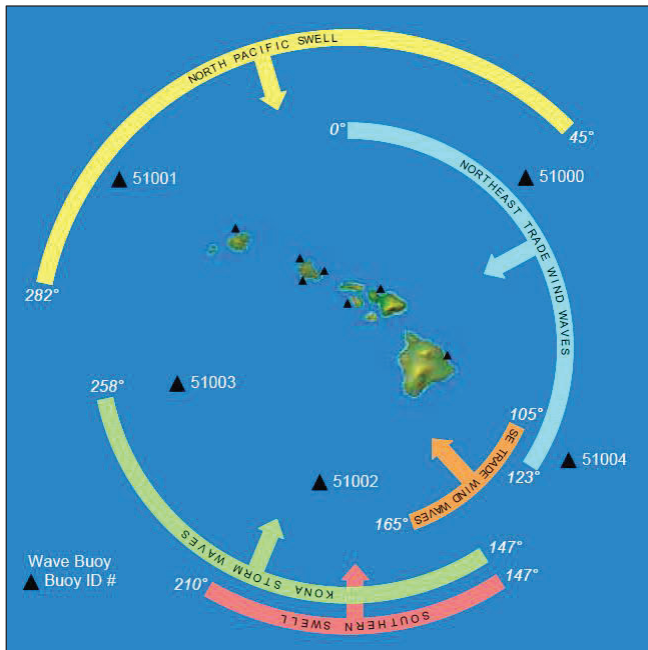 NORTH PACIFIC SWELL
0°
45°
51001
51000
NORTHEAST TRADE WIND WAVES
282°
258°
51003
105°
SE TRADE WIND WAVES
123°
51004
51002
165°
KONA STORM WAVES
147°
Wave Buoy
Buoy ID #
210°
147°
SOUTHERN SWELL